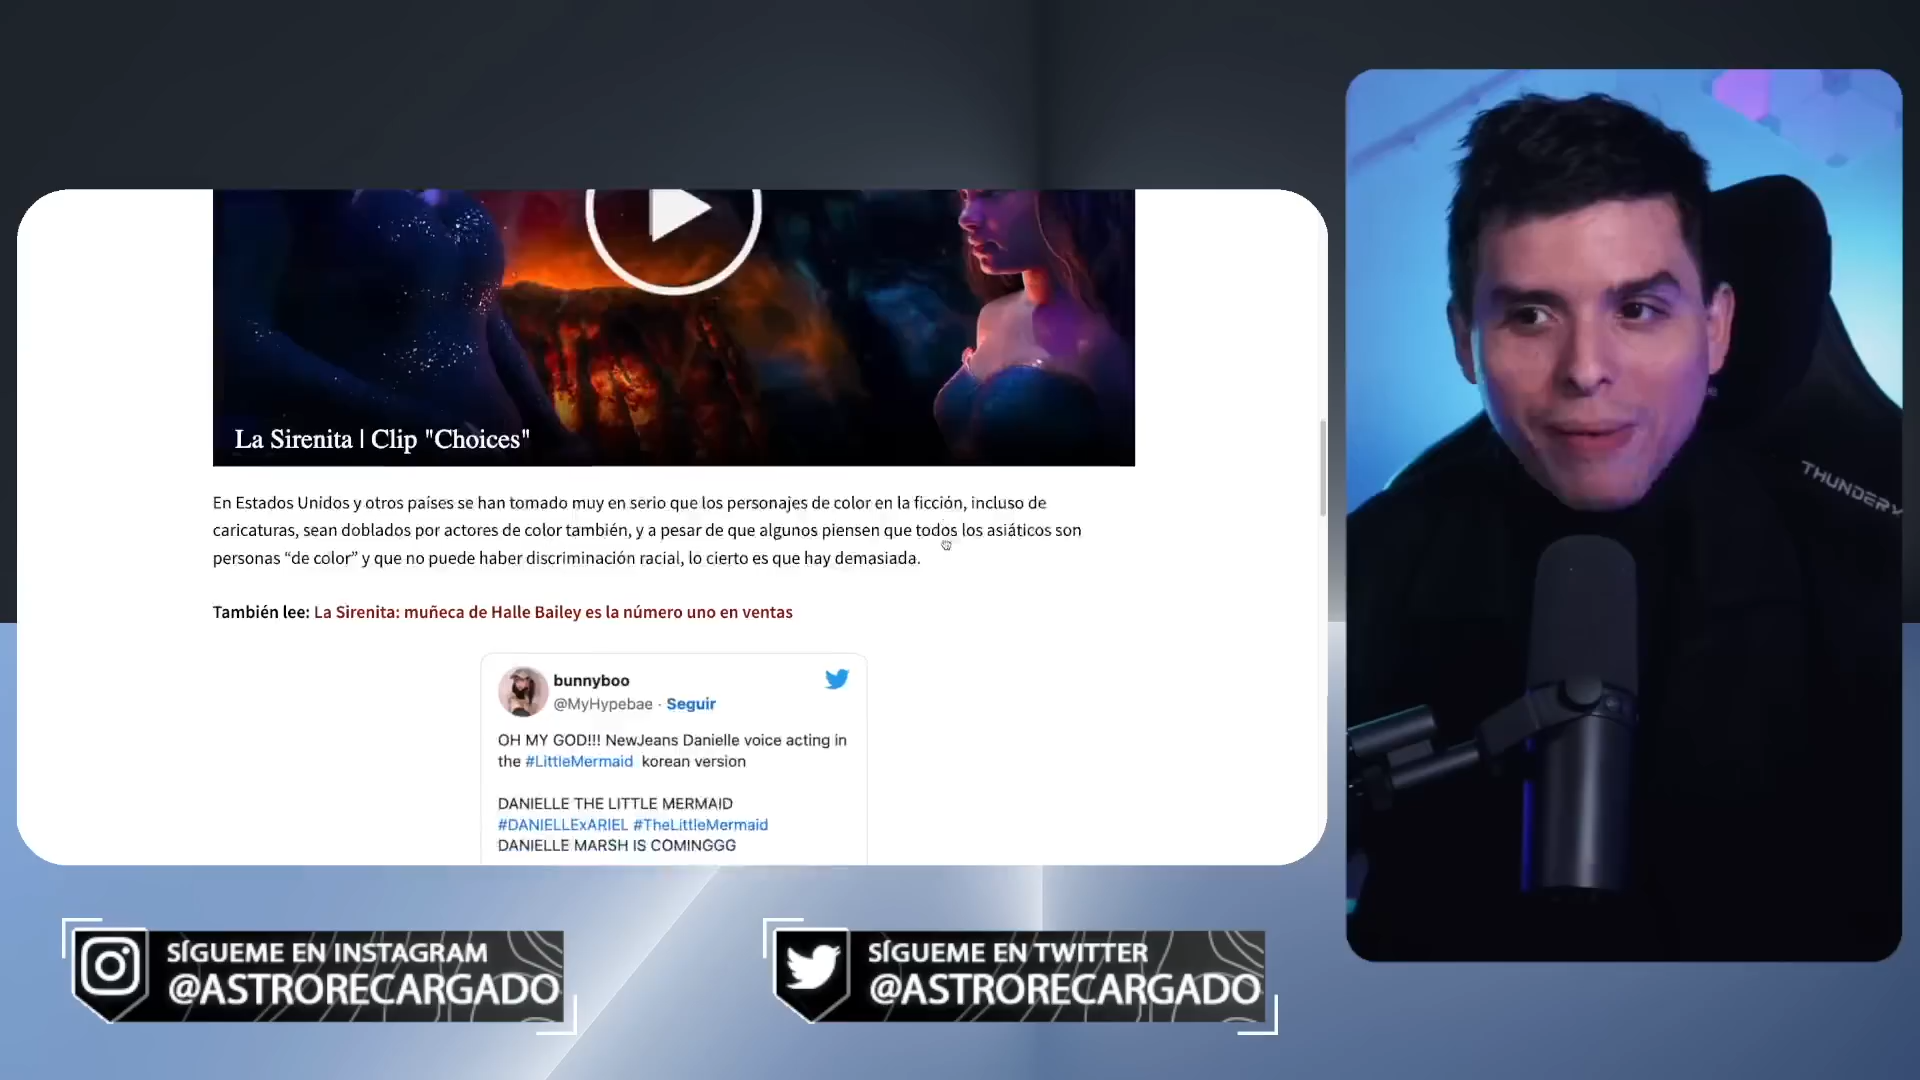 La Sirenita | Clip "Choices"
En Estados Unidos y otros países se han tomado muy en serio que los personajes de color en la ficción, incluso de
caricaturas, sean doblados por actores de color también, y a pesar de que algunos piensen que todos los asiáticos son
personas “de color” y que no puede haber discriminación racial, lo cierto es que hay demasiada.
También lee: La Sirenita: muñeca de Halle Bailey es la número uno en ventas
bunnyboo
@MyHypebae · Seguir
OH MY GOD!!! NewJeans Danielle voice acting in
the #LittleMermaid korean version
DANIELLE THE LITTLE MERMAID
#DANIELLExARIEL #TheLittleMermaid
DANIELLE MARSH IS COMINGGG
THUNDER
SÍGUEME EN INSTAGRAM
@ASTRORECARGADO
SÍGUEME EN TWITTER
@ASTRORECARGADO